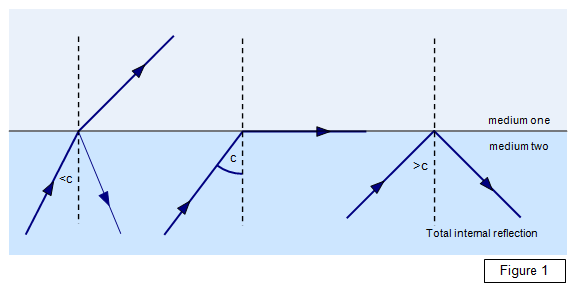 medium one
medium two
<c
c
>c
Total internal reflection
Figure 1